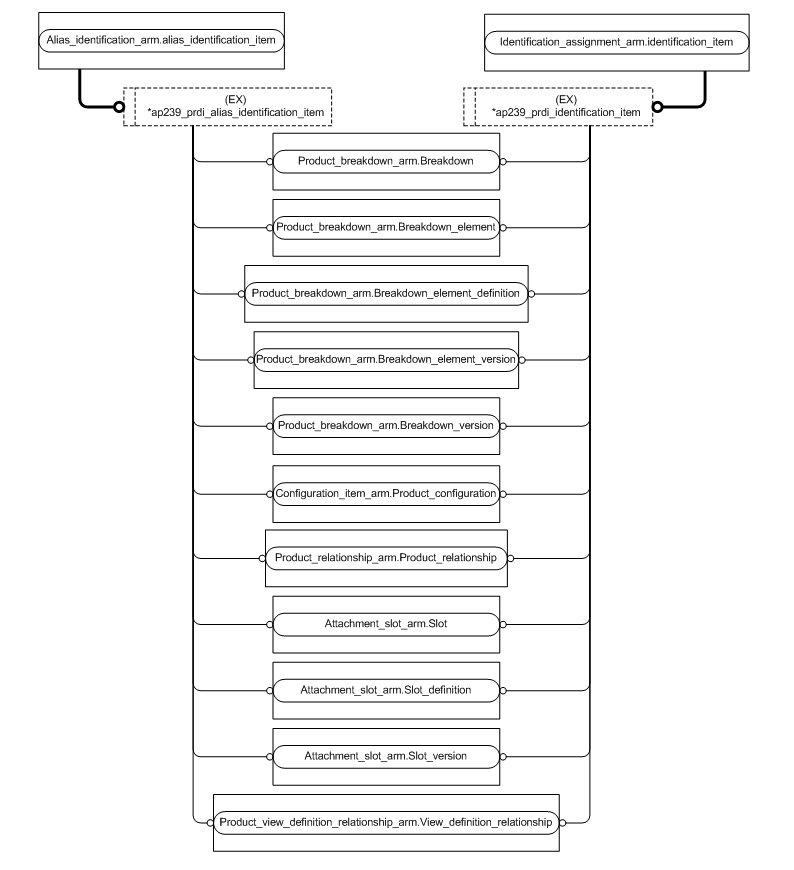 Alias_identification_arm.alias_identification_item
Identification_assignment_arm.identification_item
(EX)
*ap239_prdi_alias_identification_item
(EX)
*ap239_prdi_identification_item
Product_breakdown_arm.Breakdown
Product_breakdown_arm.Breakdown_element
Product_breakdown_arm.Breakdown_element_definition
Product_breakdown_arm.Breakdown_element_version
Product_breakdown_arm.Breakdown_version
Configuration_item_arm.Product_configuration
Product_relationship_arm.Product_relationship
Attachment_slot_arm.Slot
Attachment_slot_arm.Slot_definition
Attachment_slot_arm.Slot_version
Product_view_definition_relationship_arm.View_definition_relationship